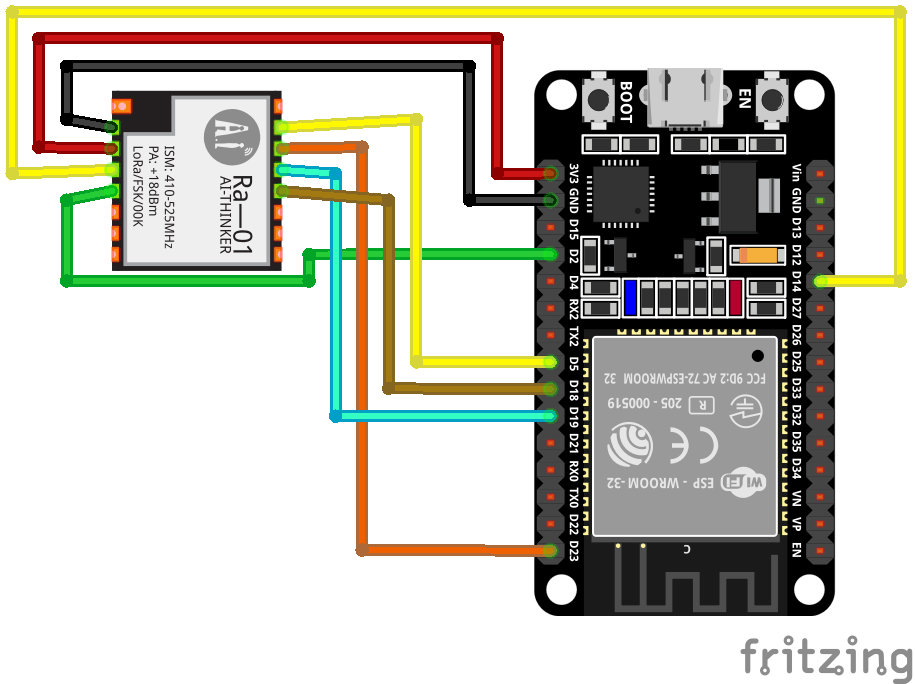 BOOT
EN
Ai
Ra—01
AI-THINKER
ISM: 410-525MHz
PA: +18dBm
LoRa/FSK/00K
3V3
GND
D15
D2
D4
RX2
TX2
D5
D18
D19
D21
RX0
TX0
D22
D23
Vin
GND
D13
D12
D14
D27
D26
D25
D33
D32
D35
D34
VN
VP
EN
FCC 9D:2 AC 72-ESPWROOM 32
R
205 - 000519
CE
WiFi
ESP - WROOM-32
C
fritzing